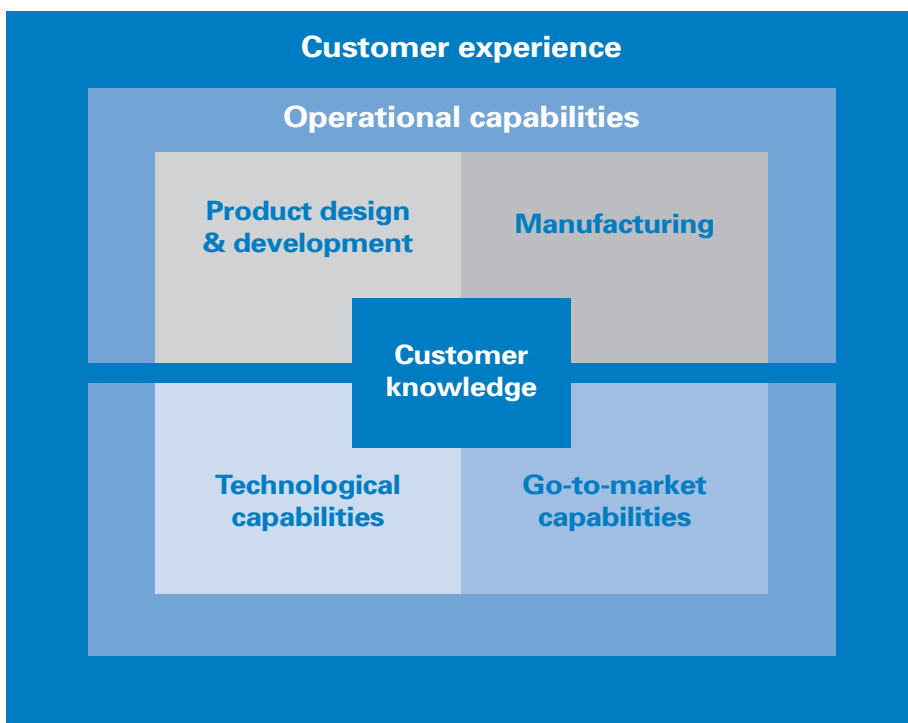 Customer experience
Operational capabilities
Product design
& development
Manufacturing
Customer
knowledge
Technological
capabilities
Go-to-market
capabilities